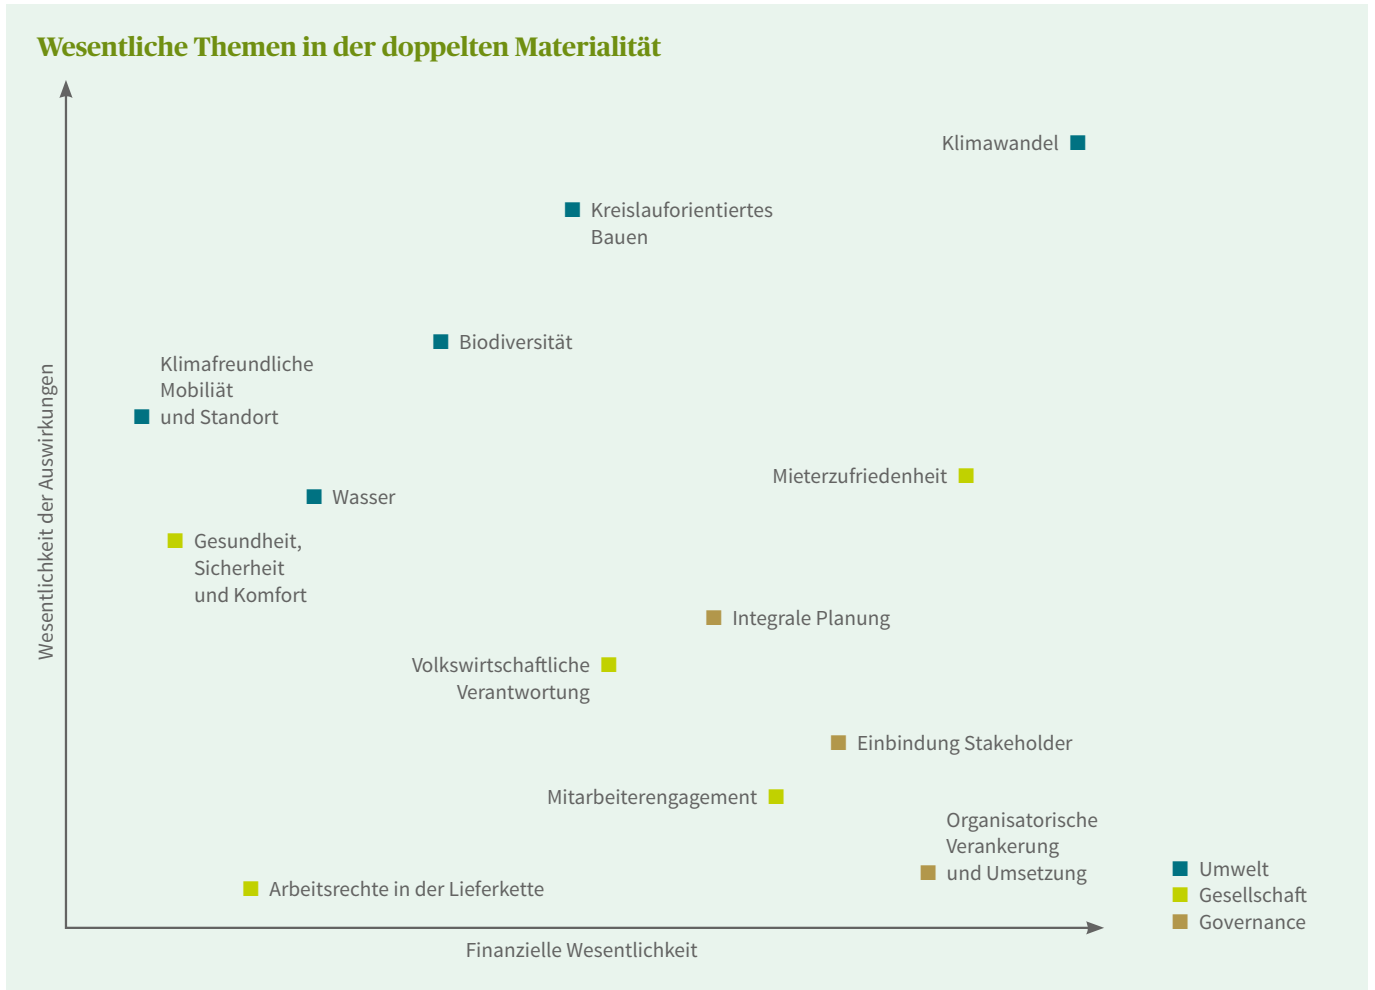 Wesentliche Themen in der doppelten Materialität
Klimawandel
Kreislauforientiertes
Bauen
Biodiversität
Klimafreundliche
Mobiliät
und Standort
Mieterzufriedenheit
Wasser
Gesundheit,
Sicherheit
und Komfort
Integrale Planung
Volkswirtschaftliche
Verantwortung
Einbindung Stakeholder
Mitarbeiterengagement
Organisatorische
Verankerung
und Umsetzung
Arbeitsrechte in der Lieferkette
Wesentlichkeit der Auswirkungen
Finanzielle Wesentlichkeit
Umwelt
Gesellschaft
Governance